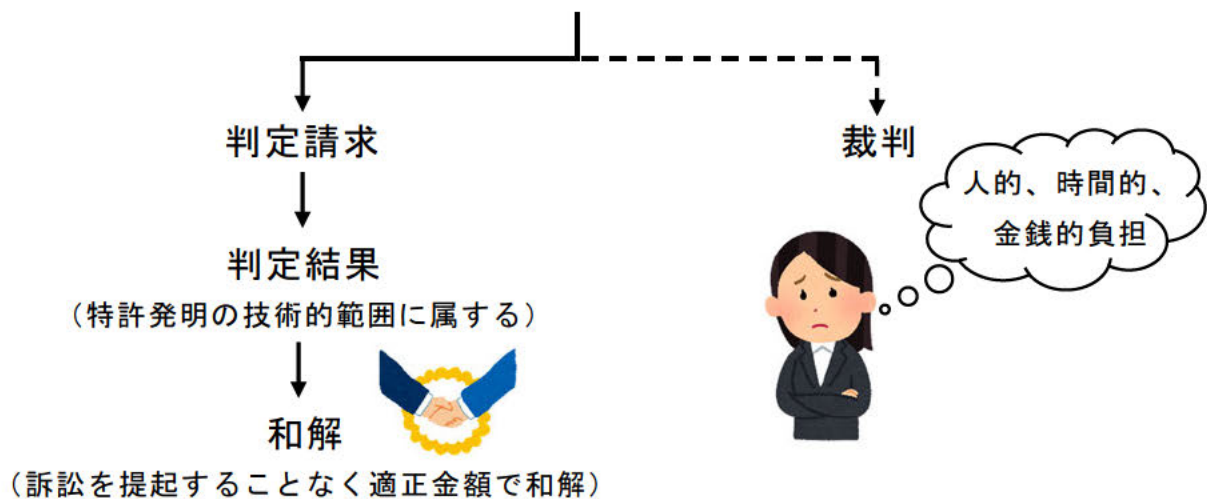 判定請求
判定結果
（特許発明の技術的範囲に属する）
和解
（訴訟を提起することなく適正金額で和解）
裁判
人的、時間的、
金銭的負担